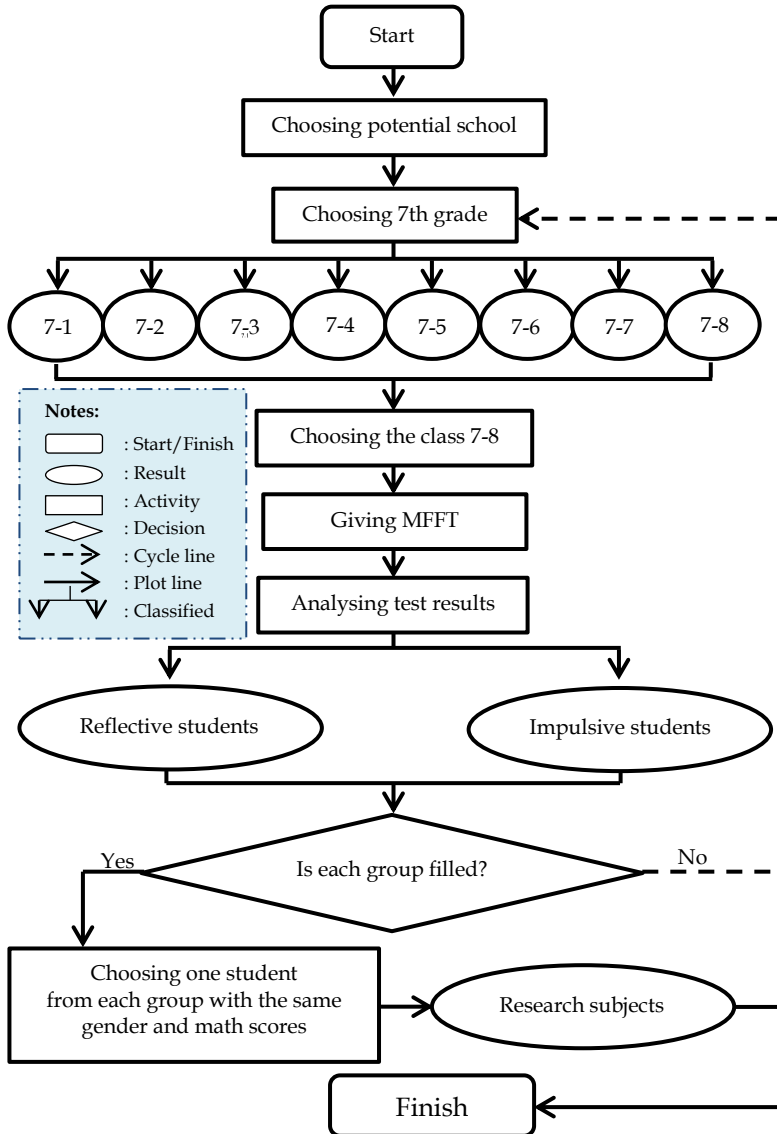 Start
Choosing potential school
Choosing 7th grade
7-1
7-2
7-3
7-4
7-5
7-6
7-7
7-8
Notes:
: Start/Finish
: Result
: Activity
: Decision
: Cycle line
: Plot line
: Classified
Choosing the class 7-8
Giving MFFT
Analysing test results
Reflective students
Impulsive students
Is each group filled?
Yes
No
Choosing one student
from each group with the same
gender and math scores
Research subjects
Finish